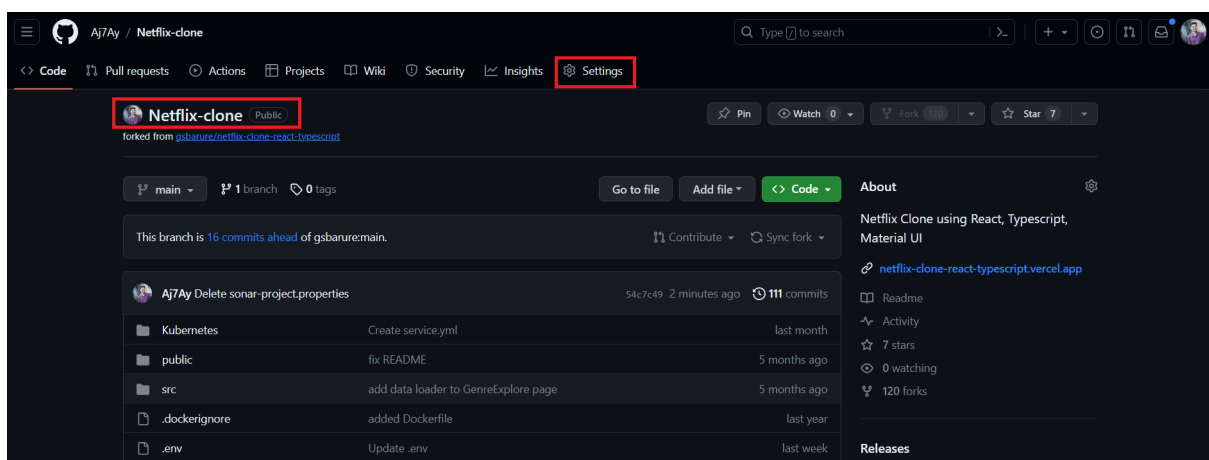 Aj7Ay / Netflix-clone
Type / to search
Code Pull requests Actions Projects Wiki Security Insights Settings
Netflix-clone Public
Pin Watch 0 Fork 120 Star 7
forked from gsbarure/netflix-clone-react-typescript
main 1 branch 0 tags
Go to file Add file Code
This branch is 16 commits ahead of gsbarure:main.
Contribute Sync fork
Aj7Ay Delete sonar-project.properties 54c7c49 2 minutes ago 111 commits
Kubernetes Create service.yml last month
public fix README 5 months ago
src add data loader to GenreExplore page 5 months ago
.dockerignore added Dockerfile last year
.env Update .env last week
About
Netflix Clone using React, Typescript,
Material UI
netflix-clone-react-typescript.vercel.app
Readme
Activity
7 stars
0 watching
120 forks
Releases